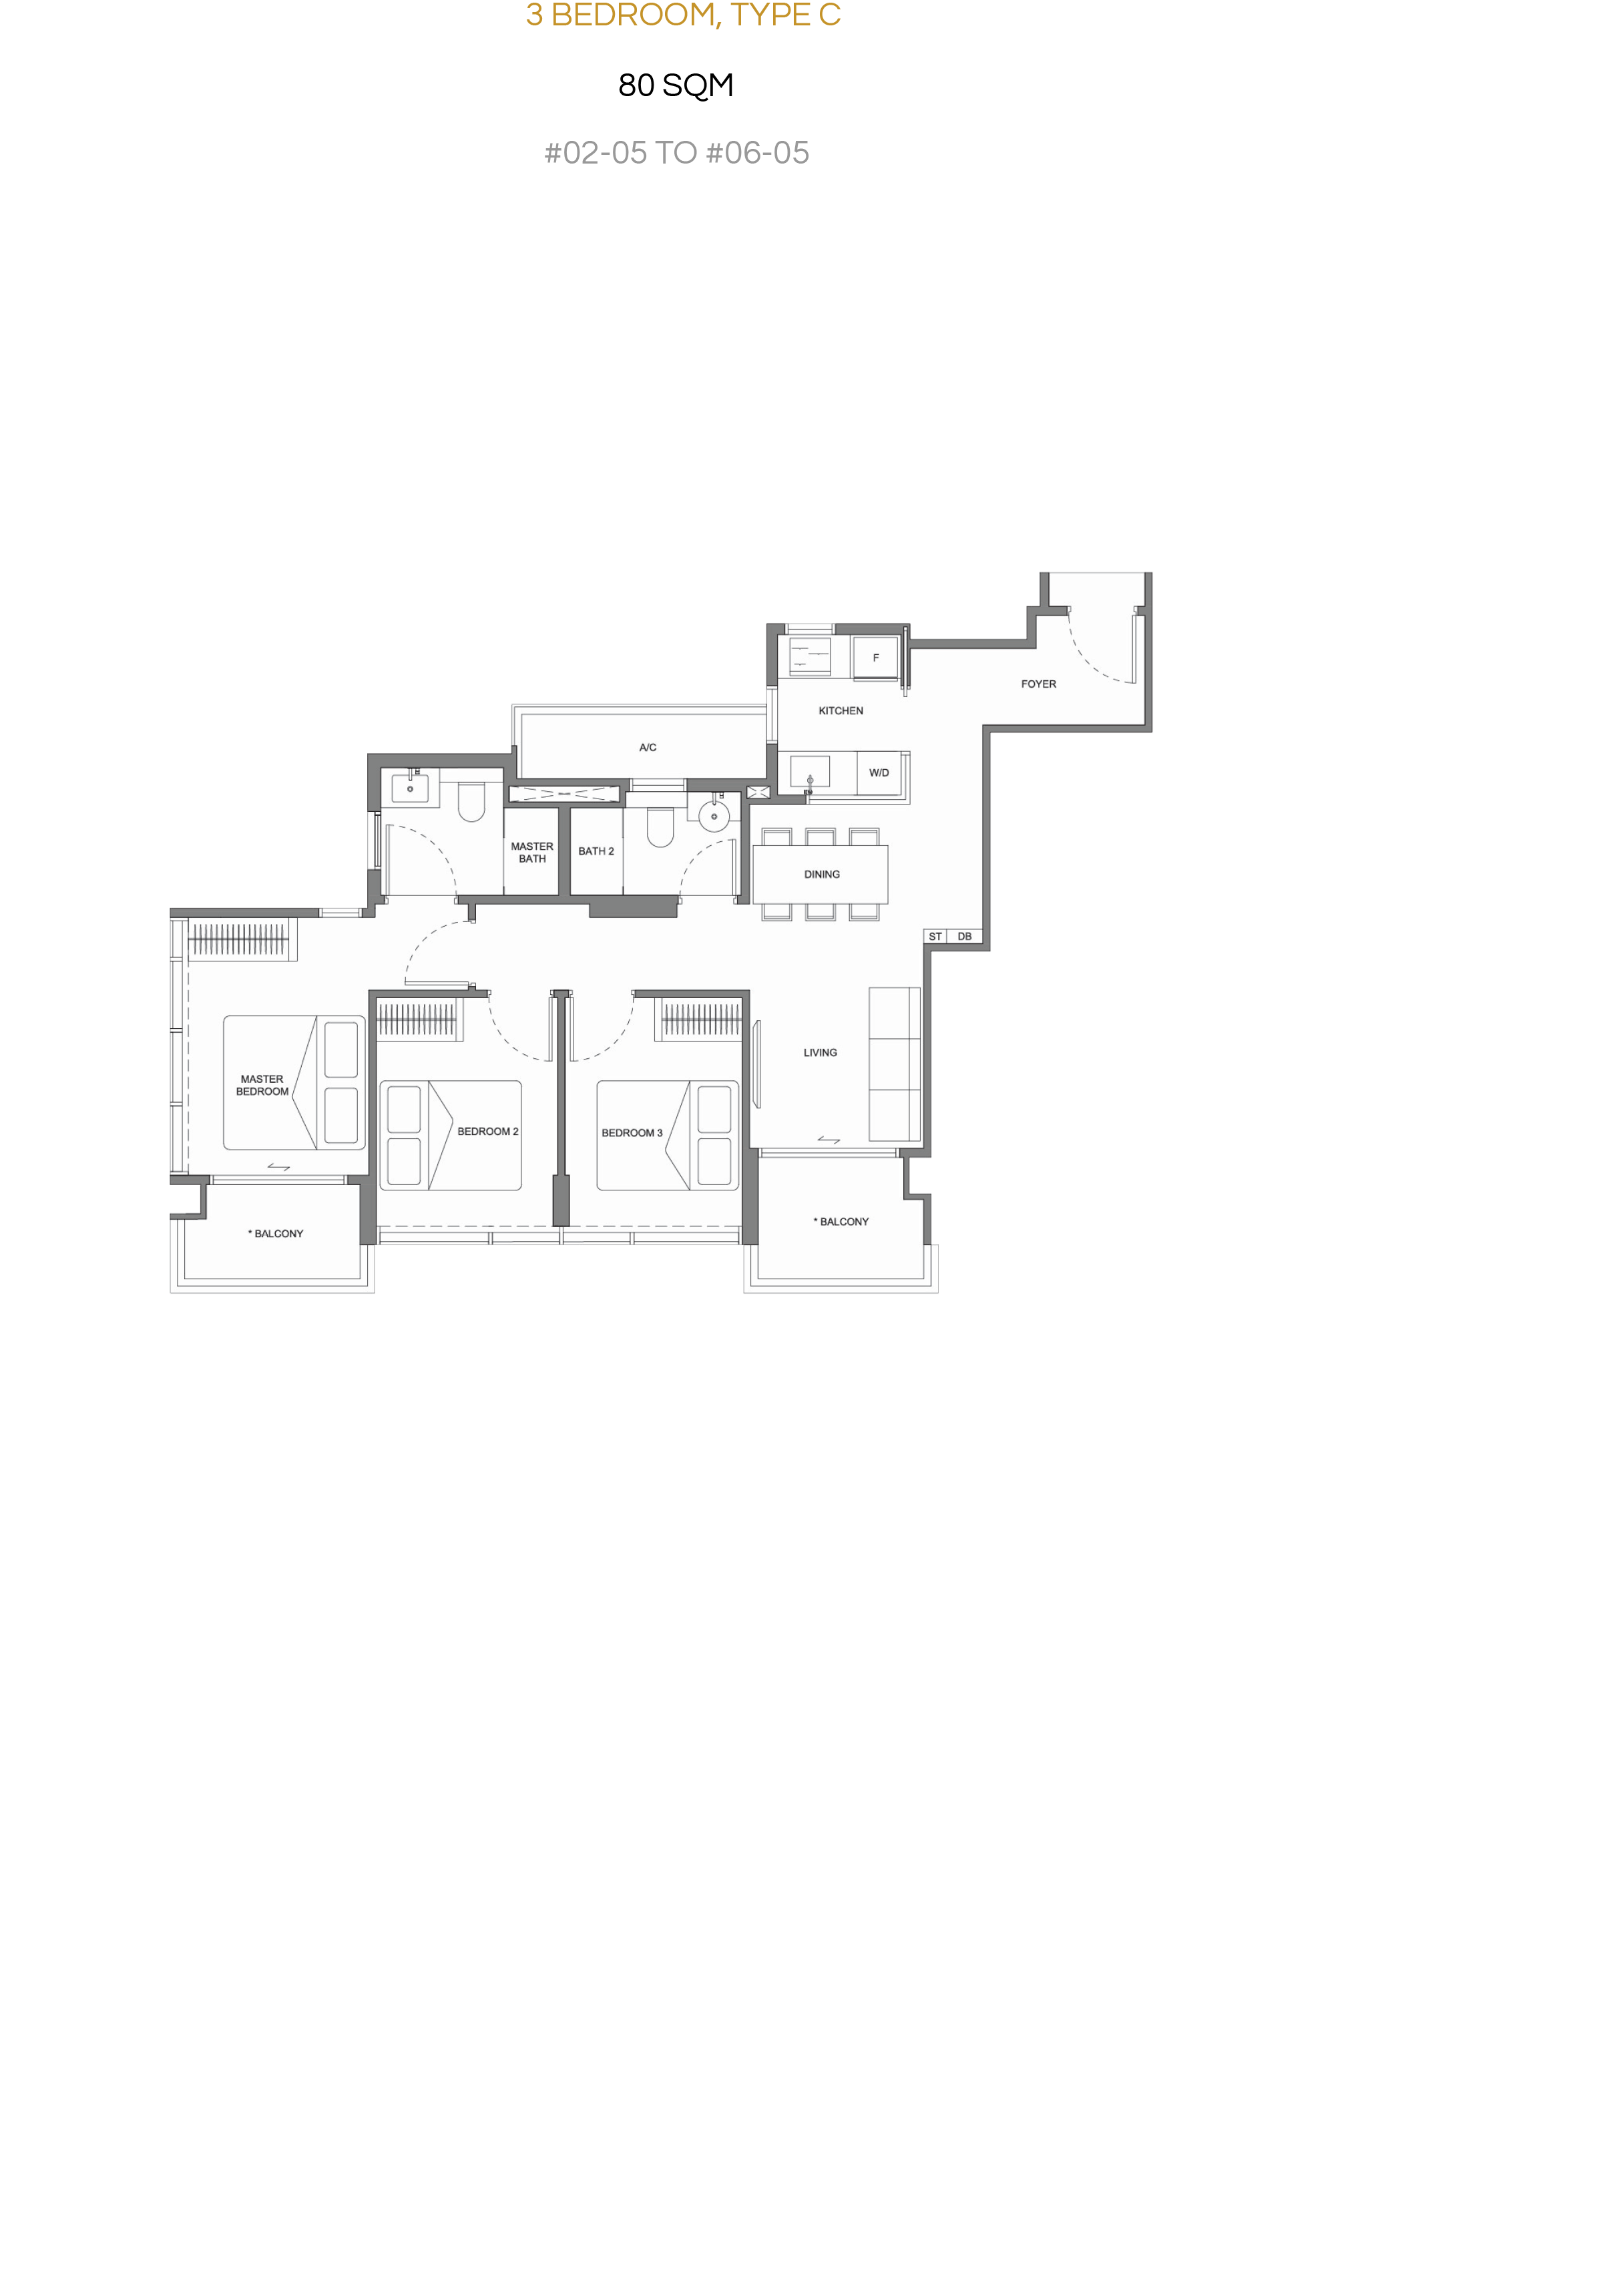 3 BEDROOM, TYPE C
80 SQM
#02-05 TO #06-05
F
FOYER
KITCHEN
A/C
W/D
MASTER
BATH
BATH 2
DINING
ST
DB
LIVING
MASTER
BEDROOM
BEDROOM 2
BEDROOM 3
* BALCONY
* BALCONY